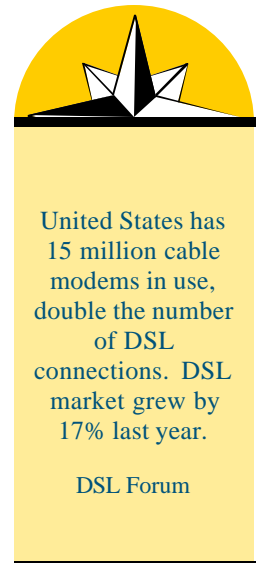 United States has
15 million cable
modems in use,
double the number
of DSL
connections.  DSL
market grew by
17% last year.
DSL Forum